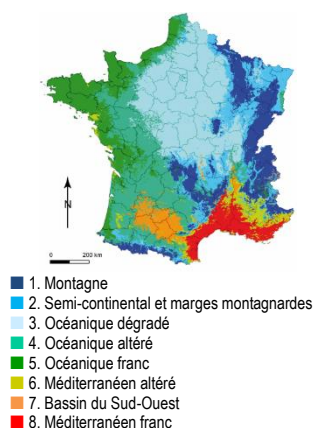 N
0 200 km
1. Montagne
2. Semi-continental et marges montagnardes
3. Océanique dégradé
4. Océanique altéré
5. Océanique franc
6. Méditerranéen altéré
7. Bassin du Sud-Ouest
8. Méditerranéen franc